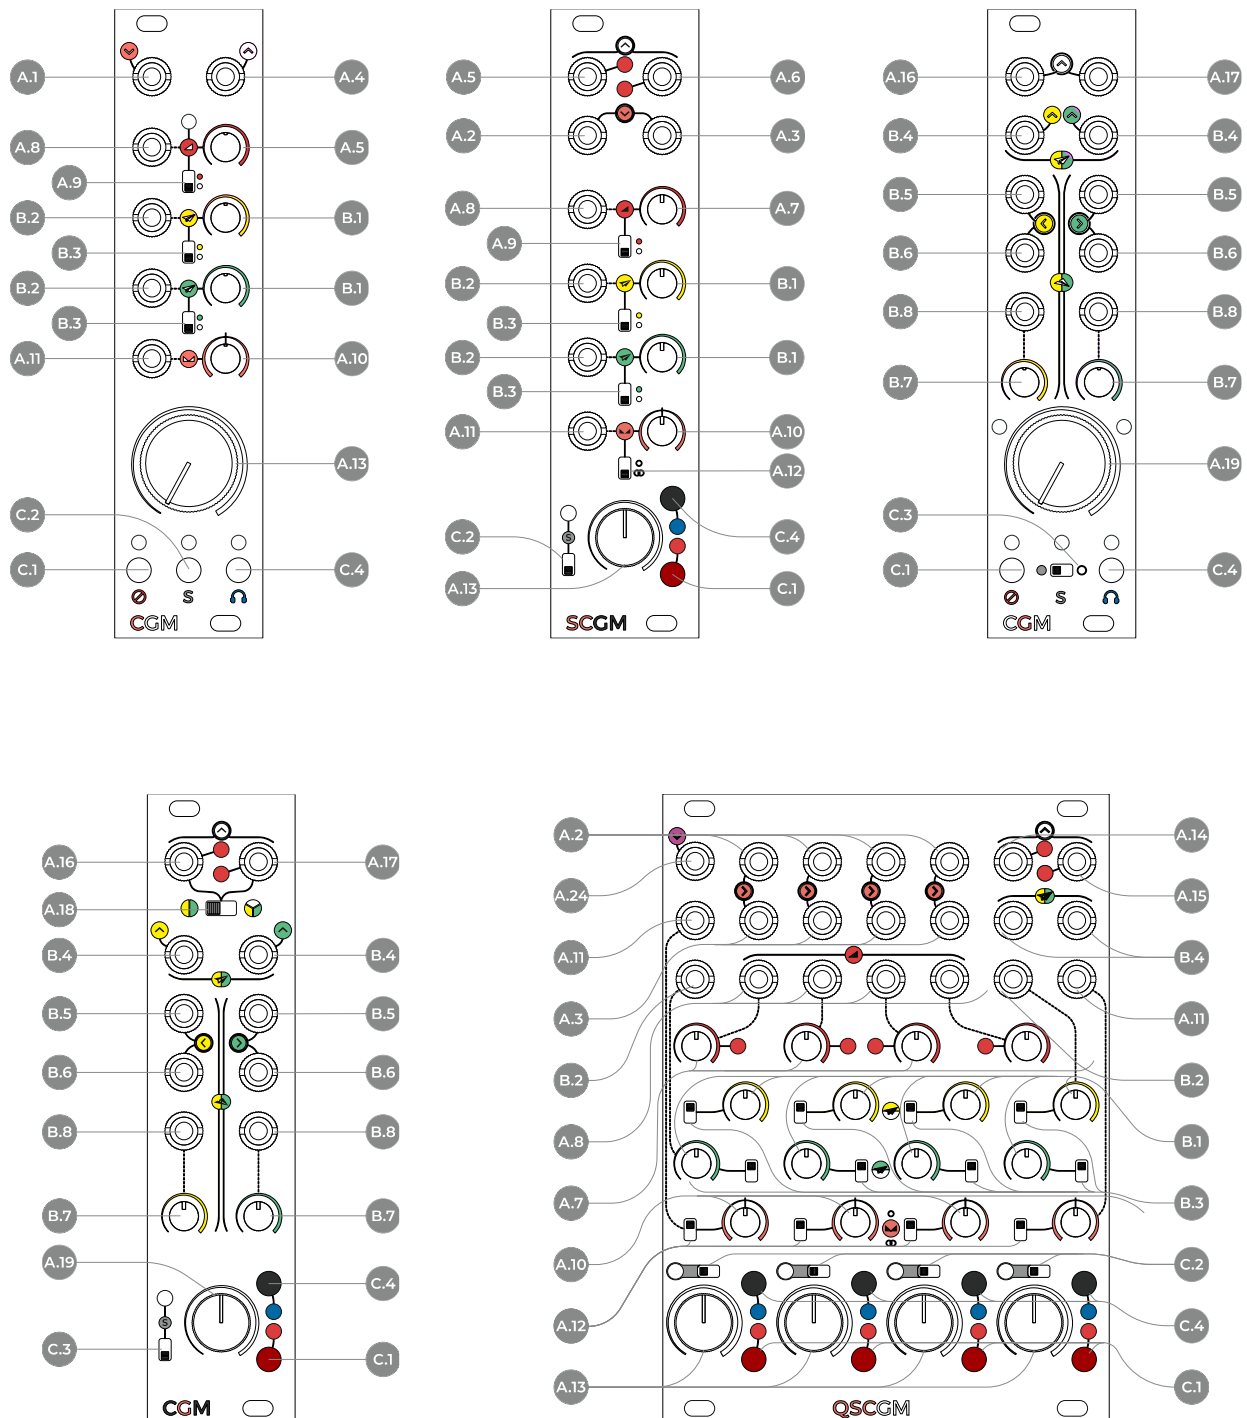 A.1
A.4
A.8
A.5
A.9
B.2
B.1
B.3
B.2
B.1
B.3
A.11
A.10
A.13
C.2
C.1
C.4
S
CGM
A.5
A.6
A.2
A.3
A.8
A.7
A.9
B.2
B.1
B.3
B.2
B.1
B.3
A.11
A.10
A.12
C.2
S
C.4
A.13
C.1
SCGM
A.16
A.17
B.4
B.4
B.5
B.5
B.6
B.6
B.8
B.8
B.7
B.7
A.19
C.3
C.1
C.4
S
CGM
A.16
A.17
A.18
B.4
B.4
B.5
B.5
B.6
B.6
B.8
B.8
B.7
B.7
A.19
C.4
S
C.3
C.1
CGM
A.2
A.14
A.24
A.15
A.11
B.4
A.3
A.11
B.2
B.2
A.8
B.1
A.7
B.3
A.10
C.2
A.12
C.4
A.13
C.1
QSCGM